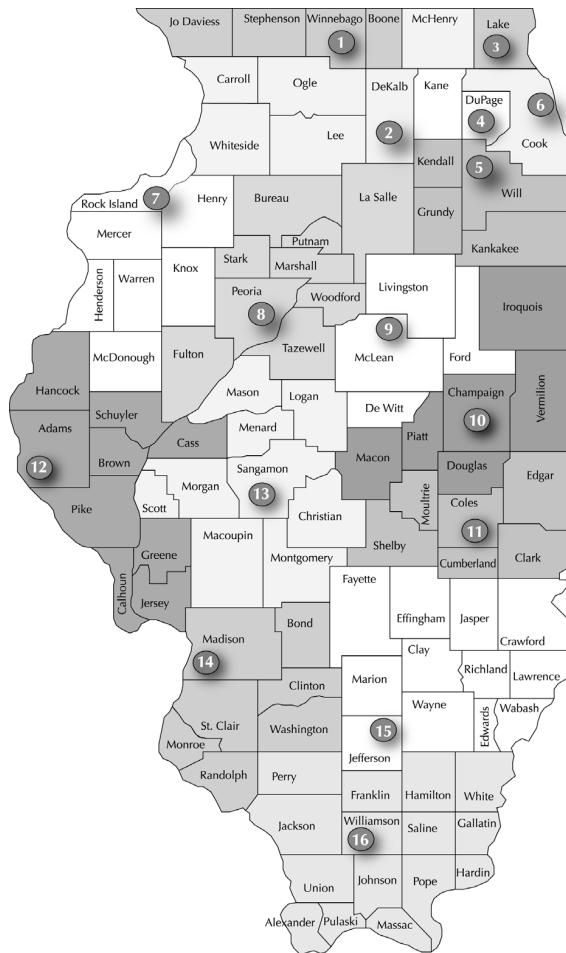 Jo Daviess
Stephenson
Winnebago
Boone
McHenry
Lake
1
3
Carroll
Ogle
DeKalb
Kane
DuPage
6
4
2
Cook
Whiteside
Lee
Kendall
5
Will
7
Rock Island
Henry
Bureau
La Salle
Grundy
Mercer
Putnam
Kankakee
Henderson
Warren
Knox
Stark
Marshall
Peoria
Woodford
Livingston
Iroquois
8
9
McDonough
Fulton
Tazewell
McLean
Ford
Hancock
Mason
Logan
Champaign
Vermilion
Schuyler
De Witt
10
Adams
Menard
Piatt
Cass
Macon
12
Brown
Sangamon
Douglas
Edgar
13
Morgan
Moultrie
Coles
Pike
Scott
Christian
11
Macoupin
Shelby
Greene
Montgomery
Cumberland
Clark
Calhoun
Fayette
Jersey
Effingham
Jasper
Crawford
Madison
Bond
Clay
14
Richland
Lawrence
Clinton
Marion
Wayne
Edwards
Wabash
St. Clair
Washington
15
Monroe
Jefferson
Randolph
Perry
Franklin
Hamilton
White
Williamson
Jackson
Saline
Gallatin
16
Union
Johnson
Pope
Hardin
Alexander
Pulaski
Massac